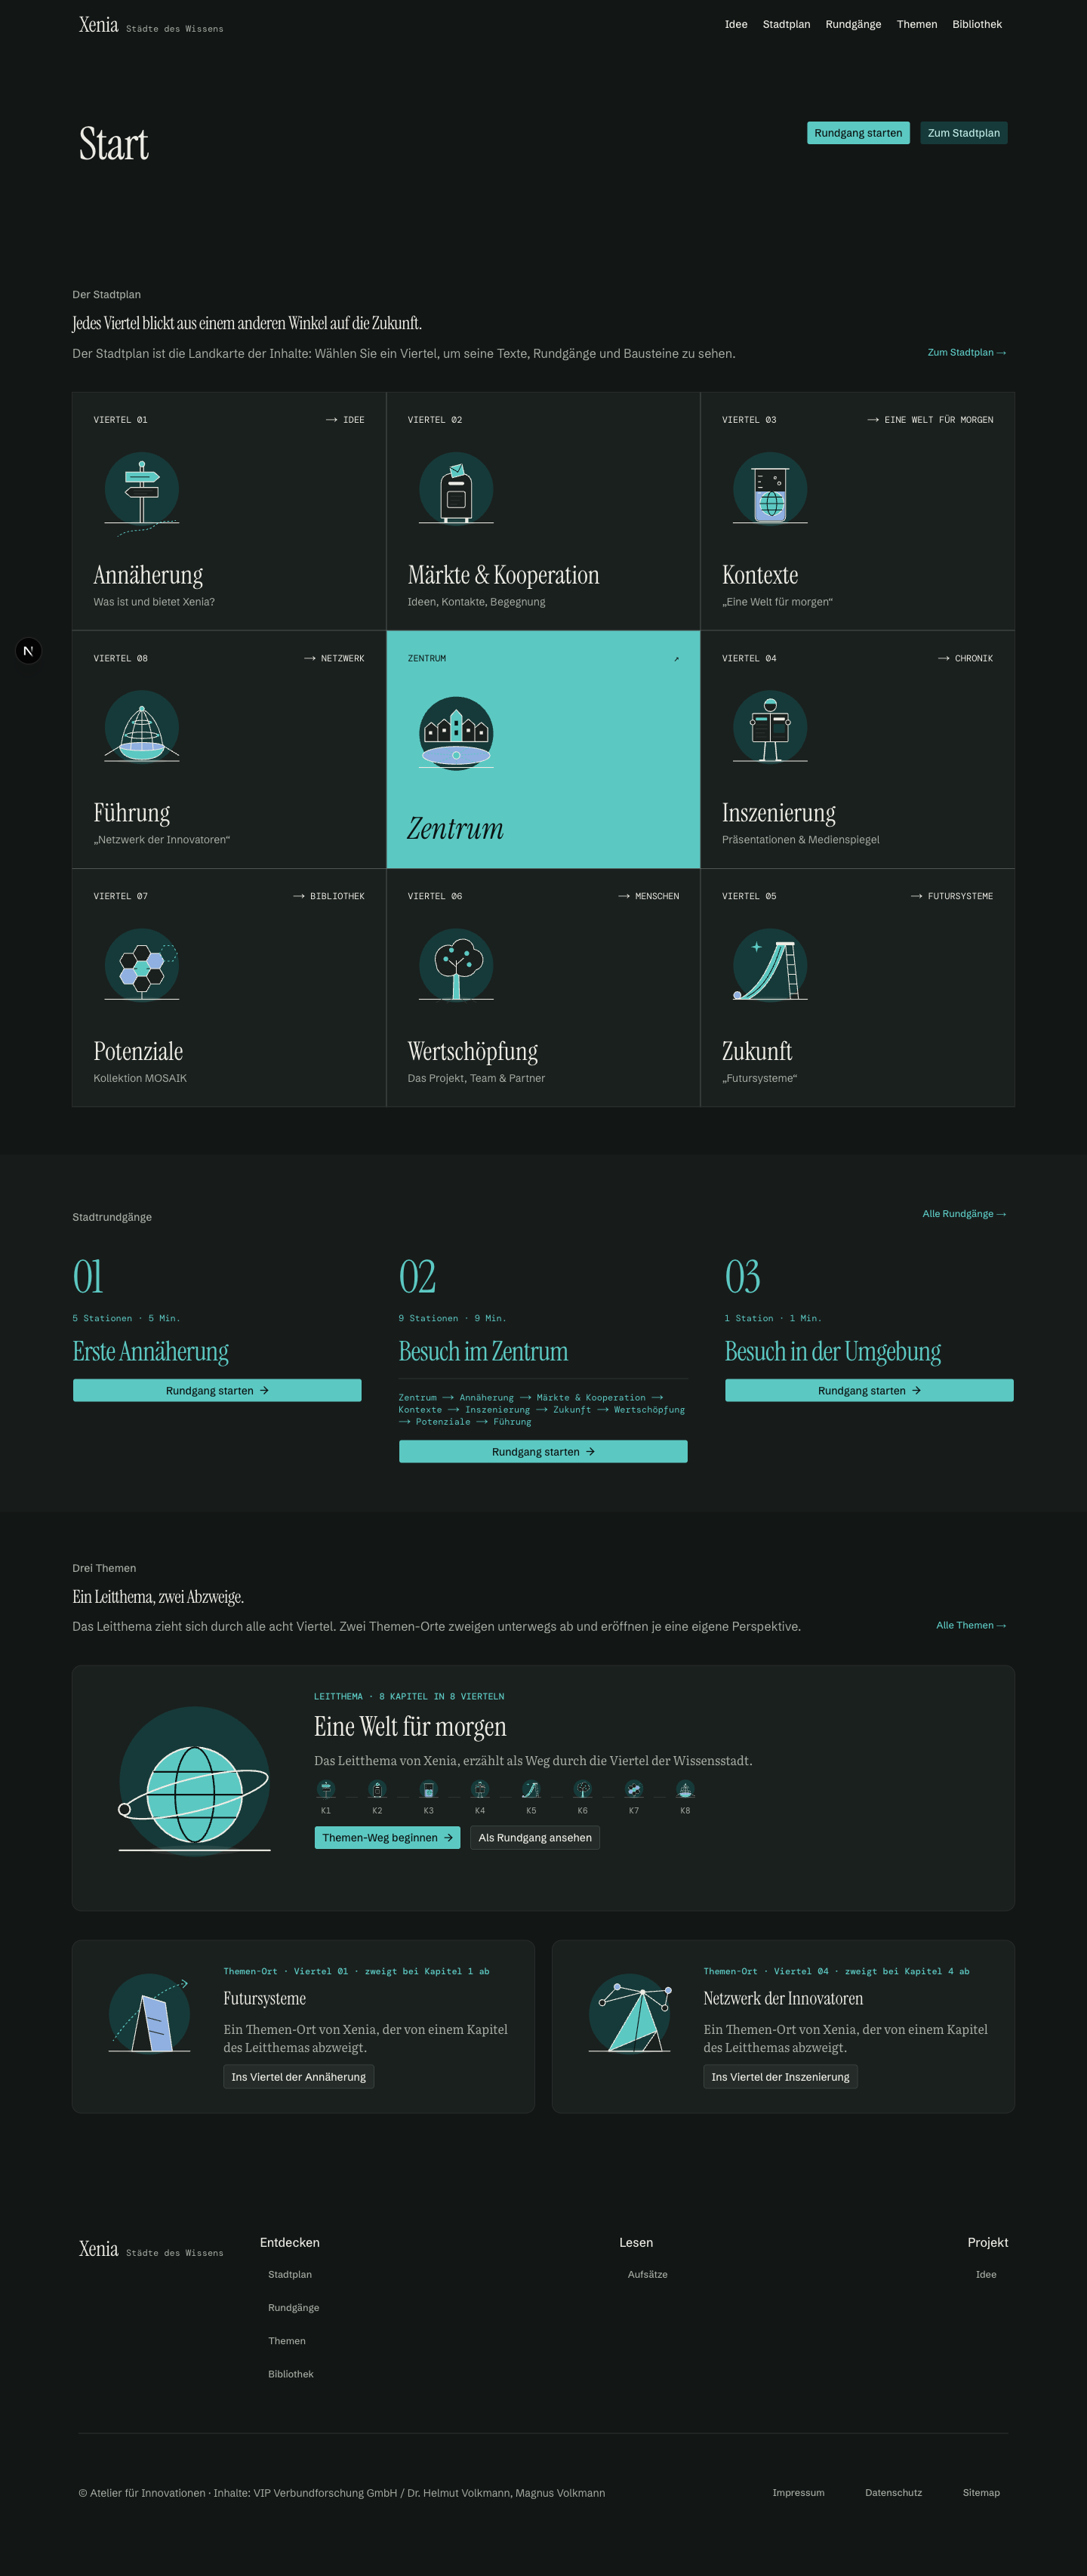 Xenia Städte des Wissens
Idee Stadtplan Rundgänge Themen Bibliothek
Start
Rundgang starten Zum Stadtplan
Der Stadtplan
Jedes Viertel blickt aus einem anderen Winkel auf die Zukunft.
Der Stadtplan ist die Landkarte der Inhalte: Wählen Sie ein Viertel, um seine Texte, Rundgänge und Bausteine zu sehen.
Zum Stadtplan →
VIERTEL 01 → IDEE
Annäherung
Was ist und bietet Xenia?
VIERTEL 02
Märkte & Kooperation
Ideen, Kontakte, Begegnung
VIERTEL 03 → EINE WELT FÜR MORGEN
Kontexte
„Eine Welt für morgen“
VIERTEL 08 → NETZWERK
Führung
„Netzwerk der Innovatoren“
ZENTRUM ↗
Zentrum
VIERTEL 04 → CHRONIK
Inszenierung
Präsentationen & Medienspiegel
VIERTEL 07 → BIBLIOTHEK
Potenziale
Kollektion MOSAIK
VIERTEL 06 → MENSCHEN
Wertschöpfung
Das Projekt, Team & Partner
VIERTEL 05 → FUTURSYSTEME
Zukunft
„Futursysteme“
N
Stadtrundgänge
Alle Rundgänge →
01
5 Stationen · 5 Min.
Erste Annäherung
Rundgang starten →
02
9 Stationen · 9 Min.
Besuch im Zentrum
Zentrum → Annäherung → Märkte & Kooperation →
Kontexte → Inszenierung → Zukunft → Wertschöpfung
→ Potenziale → Führung
Rundgang starten →
03
1 Station · 1 Min.
Besuch in der Umgebung
Rundgang starten →
Drei Themen
Ein Leitthema, zwei Abzweige.
Das Leitthema zieht sich durch alle acht Viertel. Zwei Themen-Orte zweigen unterwegs ab und eröffnen je eine eigene Perspektive.
Alle Themen →
LEITTHEMA · 8 KAPITEL IN 8 VIERTELN
Eine Welt für morgen
Das Leitthema von Xenia, erzählt als Weg durch die Viertel der Wissensstadt.
K1 K2 K3 K4 K5 K6 K7 K8
Themen-Weg beginnen → Als Rundgang ansehen
Themen-Ort · Viertel 01 · zweigt bei Kapitel 1 ab
Futursysteme
Ein Themen-Ort von Xenia, der von einem Kapitel
des Leitthemas abzweigt.
Ins Viertel der Annäherung
Themen-Ort · Viertel 04 · zweigt bei Kapitel 4 ab
Netzwerk der Innovatoren
Ein Themen-Ort von Xenia, der von einem Kapitel
des Leitthemas abzweigt.
Ins Viertel der Inszenierung
Xenia Städte des Wissens
Entdecken
Stadtplan
Rundgänge
Themen
Bibliothek
Lesen
Aufsätze
Projekt
Idee
© Atelier für Innovationen · Inhalte: VIP Verbundforschung GmbH / Dr. Helmut Volkmann, Magnus Volkmann
Impressum Datenschutz Sitemap